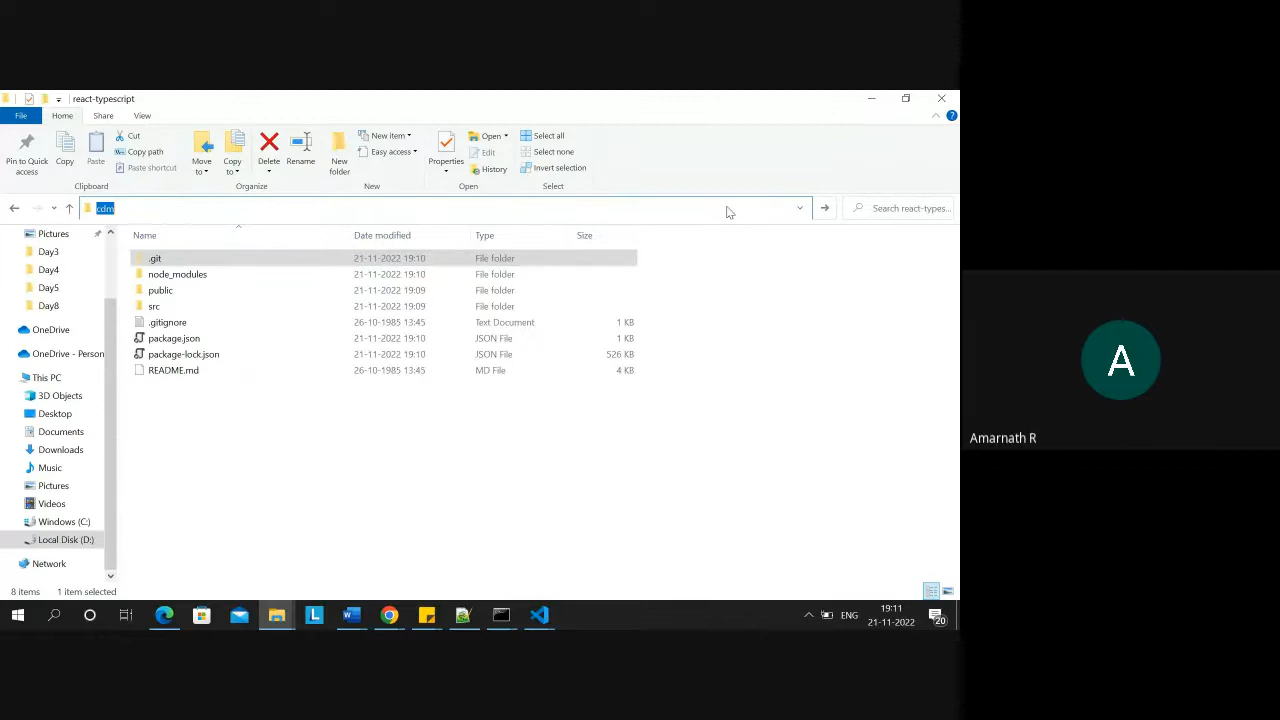 react-typescript
File Home Share View
Pin to Quick access
Copy
Paste
Cut
Copy path
Paste shortcut
Clipboard
Move to
Copy to
Delete
Rename
Organize
New folder
New item
Easy access
New
Properties
Open
Edit
History
Open
Select all
Select none
Invert selection
Select
cdm
Search react-types...
Name Date modified Type Size
.git 21-11-2022 19:10 File folder
node_modules 21-11-2022 19:10 File folder
public 21-11-2022 19:09 File folder
src 21-11-2022 19:09 File folder
.gitignore 26-10-1985 13:45 Text Document 1 KB
package.json 21-11-2022 19:10 JSON File 1 KB
package-lock.json 21-11-2022 19:10 JSON File 526 KB
README.md 26-10-1985 13:45 MD File 4 KB
Pictures
Day3
Day4
Day5
Day8
OneDrive
OneDrive - Person
This PC
3D Objects
Desktop
Documents
Downloads
Music
Pictures
Videos
Windows (C:)
Local Disk (D:)
Network
8 items 1 item selected
L
W
ENG
19:11
21-11-2022
20
A
Amarnath R